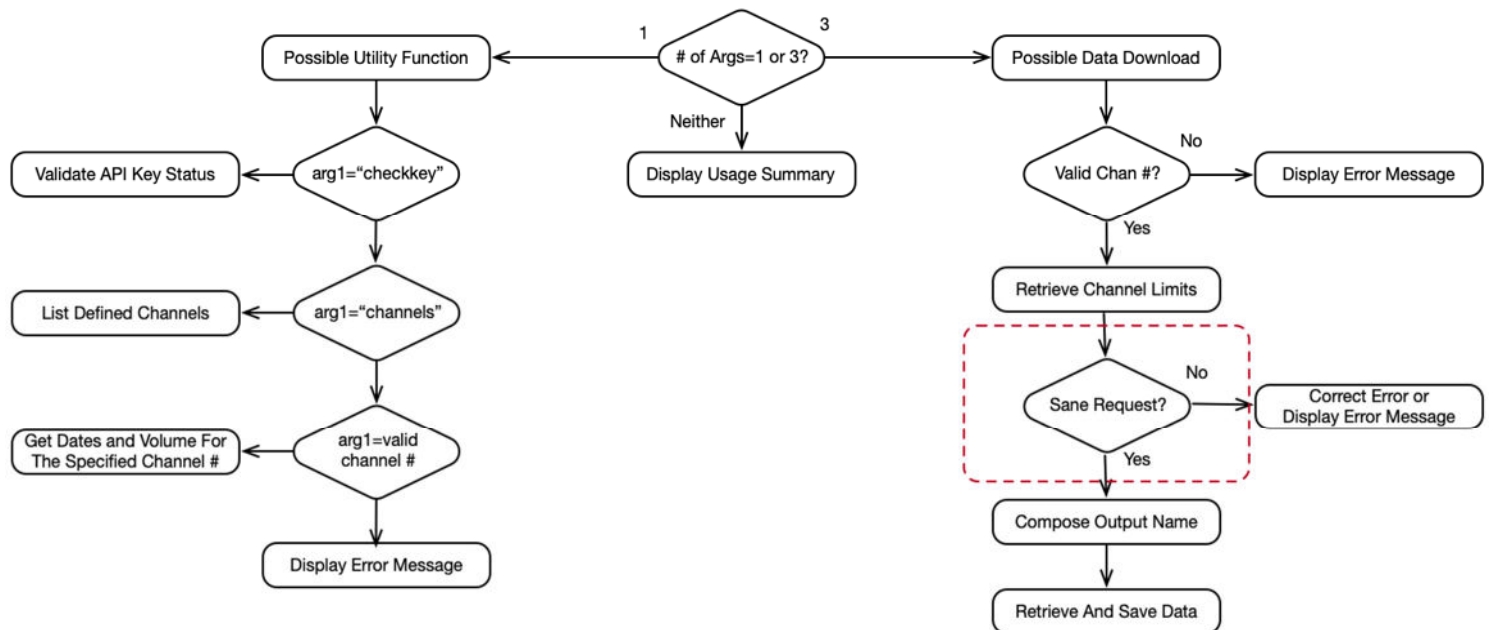 1
3
Possible Utility Function
# of Args=1 or 3?
Possible Data Download
Neither
No
Validate API Key Status
arg1=“checkkey”
Display Usage Summary
Valid Chan #?
Display Error Message
Yes
List Defined Channels
arg1=“channels”
Retrieve Channel Limits
No
Sane Request?
Correct Error or
Display Error Message
Get Dates and Volume For
The Specified Channel #
arg1=valid
channel #
Yes
Compose Output Name
Display Error Message
Retrieve And Save Data